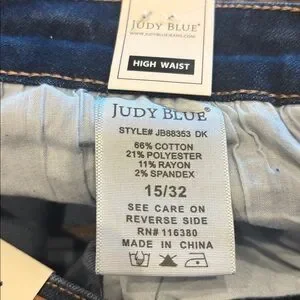 JUDY BLUE®
WWW.JUDYBLUEJEANS.COM
HIGH WAIST
JUDY BLUE®
STYLE# JB88353 DK
66% COTTON
21% POLYESTER
11% RAYON
2% SPANDEX
15/32
SEE CARE ON
REVERSE SIDE
RN# 116380
MADE IN CHINA